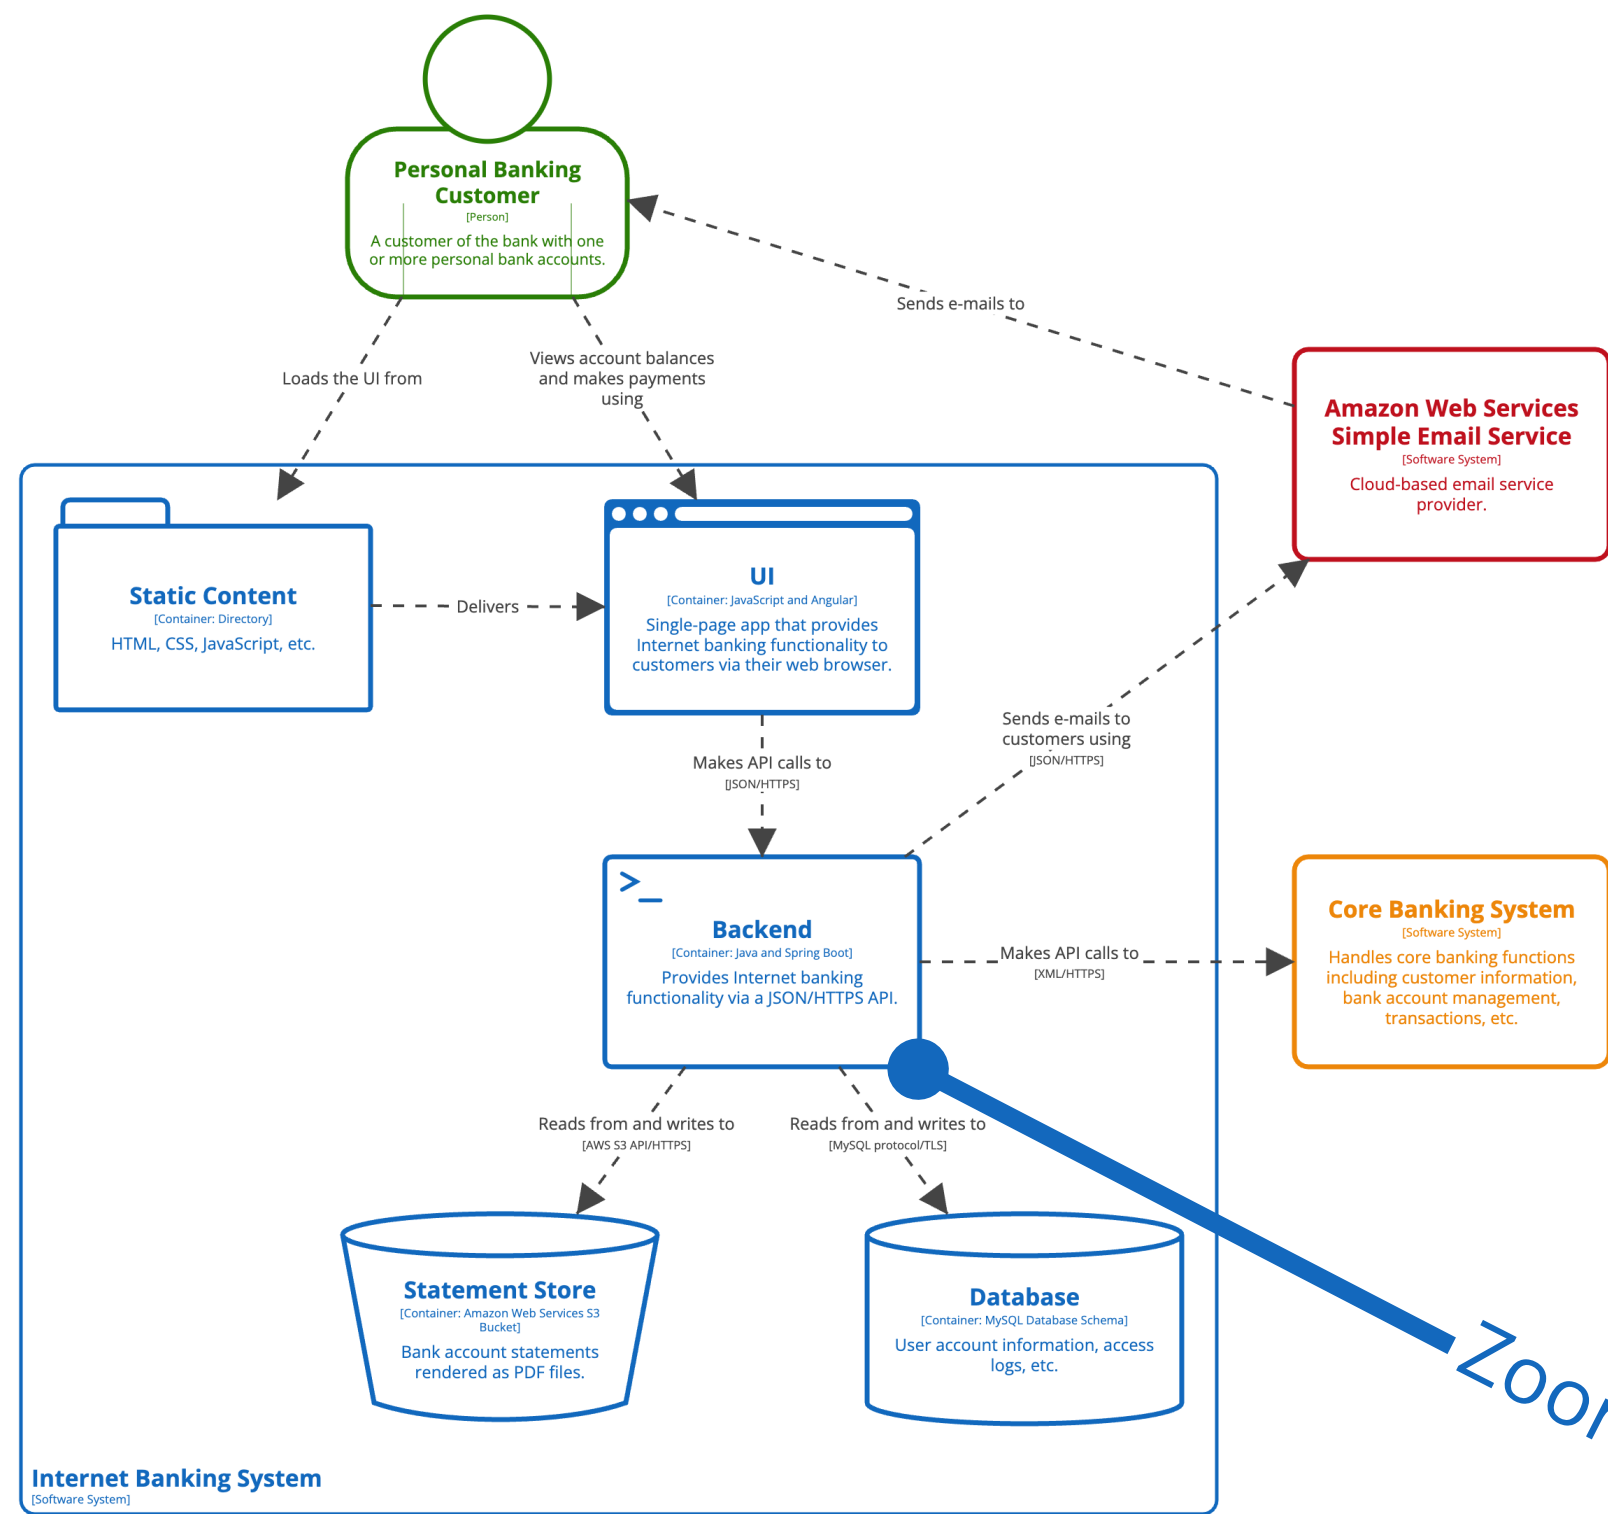 Personal Banking
Customer
[Person]
A customer of the bank with one
or more personal bank accounts.
Sends e-mails to
Loads the UI from
Views account balances
and makes payments
using
Amazon Web Services
Simple Email Service
[Software System]
Cloud-based email service
provider.
Static Content
[Container: Directory]
HTML, CSS, JavaScript, etc.
Delivers
UI
[Container: JavaScript and Angular]
Single-page app that provides
Internet banking functionality to
customers via their web browser.
Makes API calls to
[JSON/HTTPS]
Sends e-mails to
customers using
[JSON/HTTPS]
>_
Backend
[Container: Java and Spring Boot]
Provides Internet banking
functionality via a JSON/HTTPS API.
Makes API calls to
[XML/HTTPS]
Core Banking System
[Software System]
Handles core banking functions
including customer information,
bank account management,
transactions, etc.
Reads from and writes to
[AWS S3 API/HTTPS]
Reads from and writes to
[MySQL protocol/TLS]
Statement Store
[Container: Amazon Web Services S3
Bucket]
Bank account statements
rendered as PDF files.
Database
[Container: MySQL Database Schema]
User account information, access
logs, etc.
Internet Banking System
[Software System]